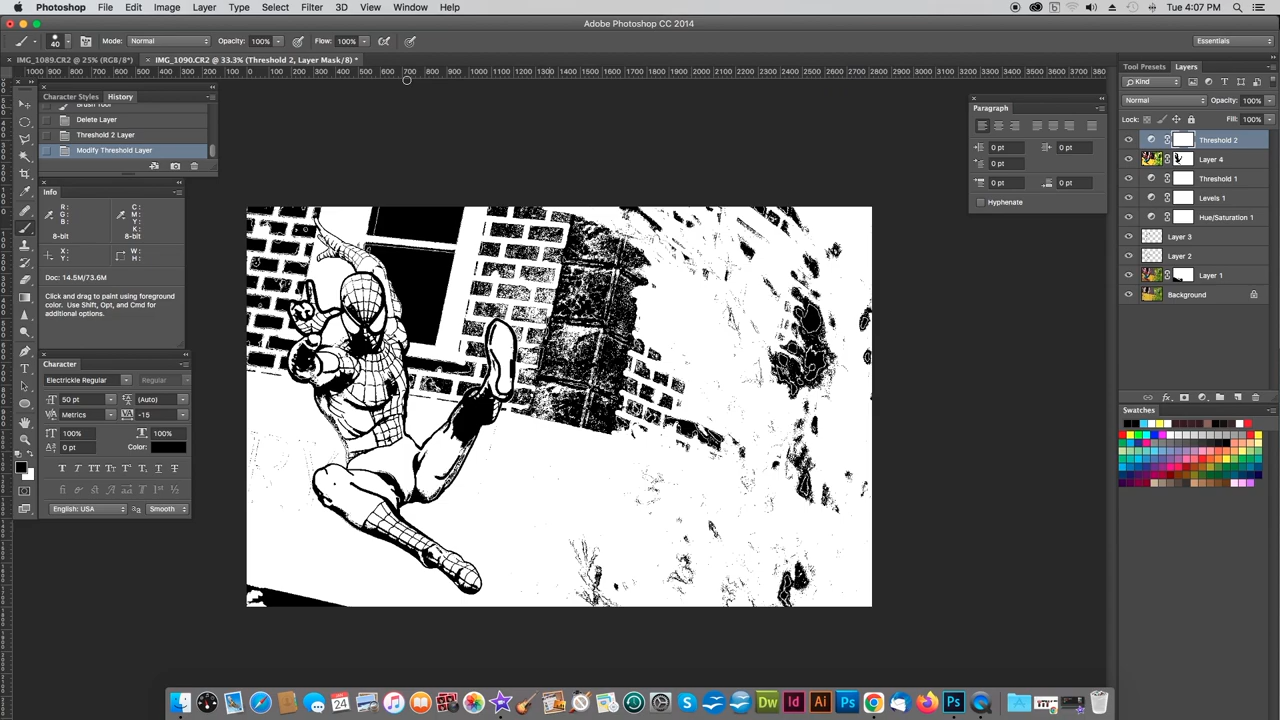 Photoshop File Edit Image Layer Type Select Filter 3D View Window Help Tue 4:07 PM
Adobe Photoshop CC 2014
40 Mode: Normal Opacity: 100% Flow: 100% Essentials
IMG_1089.CR2 @ 25% (RGB/8*) IMG_1090.CR2 @ 33.3% (Threshold 2, Layer Mask/8) *
Character Styles History
Brush Tool
Delete Layer
Threshold 2 Layer
Modify Threshold Layer
Info
R: C:
G: M:
B: Y:
K:
8-bit 8-bit
X: W:
Y: H:
Doc: 14.5M/73.6M
Click and drag to paint using foreground
color. Use Shift, Opt, and Cmd for
additional options.
Character
Electrickle Regular Regular
50 pt (Auto)
Metrics -15
100% 100%
0 pt Color:
English: USA Smooth
Paragraph
0 pt 0 pt
0 pt
0 pt 0 pt
Hyphenate
Tool Presets Layers
Kind
Normal Opacity: 100%
Lock: Fill: 100%
Threshold 2
Layer 4
Threshold 1
Levels 1
Hue/Saturation 1
Layer 3
Layer 2
Layer 1
Background
Swatches